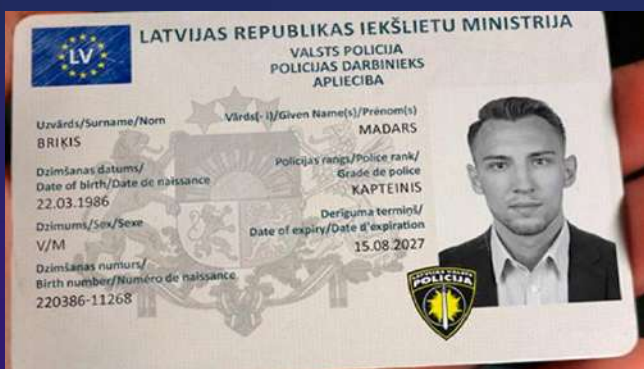 LV
LATVIJAS REPUBLIKAS IEKŠLIETU MINISTRIJA
VALSTS POLICIJA
POLICIJAS DARBINIEKS
APLIECIBA
Uzvārds/Surname/Nom
BRIĶIS
Vārds(- i)/Given Name(s)/Prénom(s)
MADARS
Dzimšanas datums/
Date of birth/Date de naissance
22.03.1986
Policijas rangs/Police rank/
Grade de police
KAPTEINIS
Dzimums/Sex/Sexe
V/M
Derīguma termiņš/
Date of expiry/Date d'expiration
15.08.2027
Dzimšanas numurs/
Birth number/Numéro de naissance
220386-11268
LATVIJAS VALSTS
POLICIJA